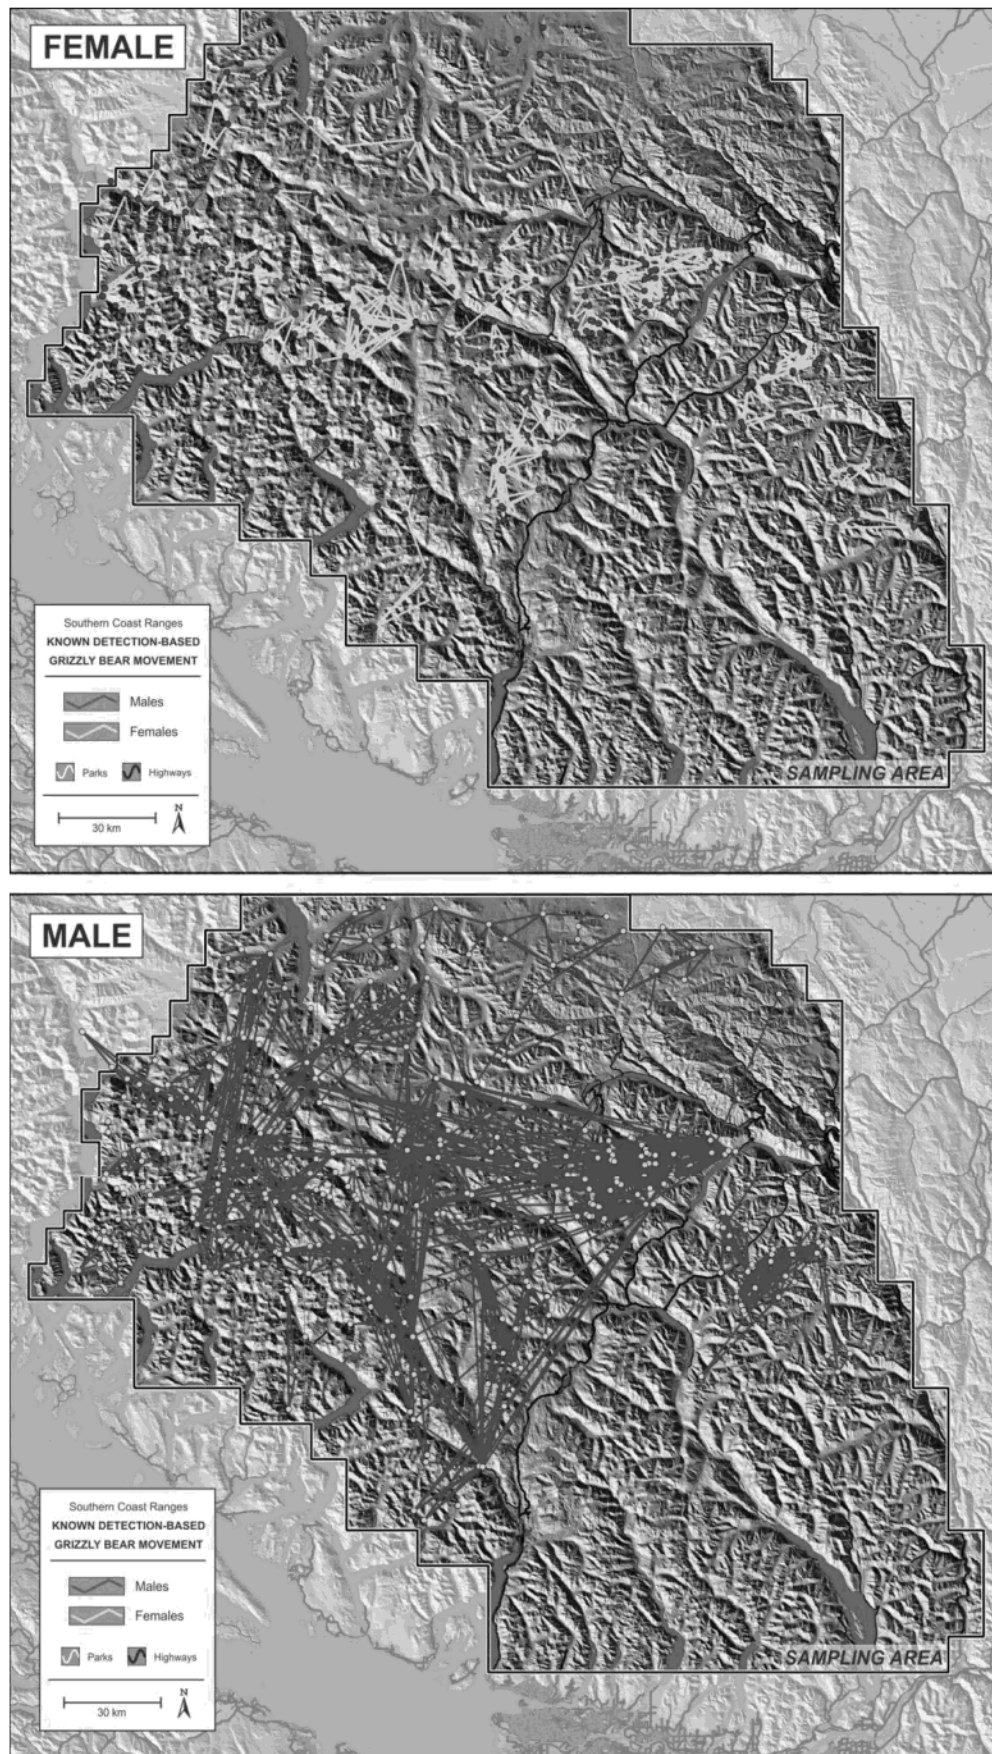 FEMALE
Southern Coast Ranges
KNOWN DETECTION-BASED
GRIZZLY BEAR MOVEMENT
Males
Females
Parks
Highways
30 km
N
SAMPLING AREA
MALE
Southern Coast Ranges
KNOWN DETECTION-BASED
GRIZZLY BEAR MOVEMENT
Males
Females
Parks
Highways
30 km
N
SAMPLING AREA